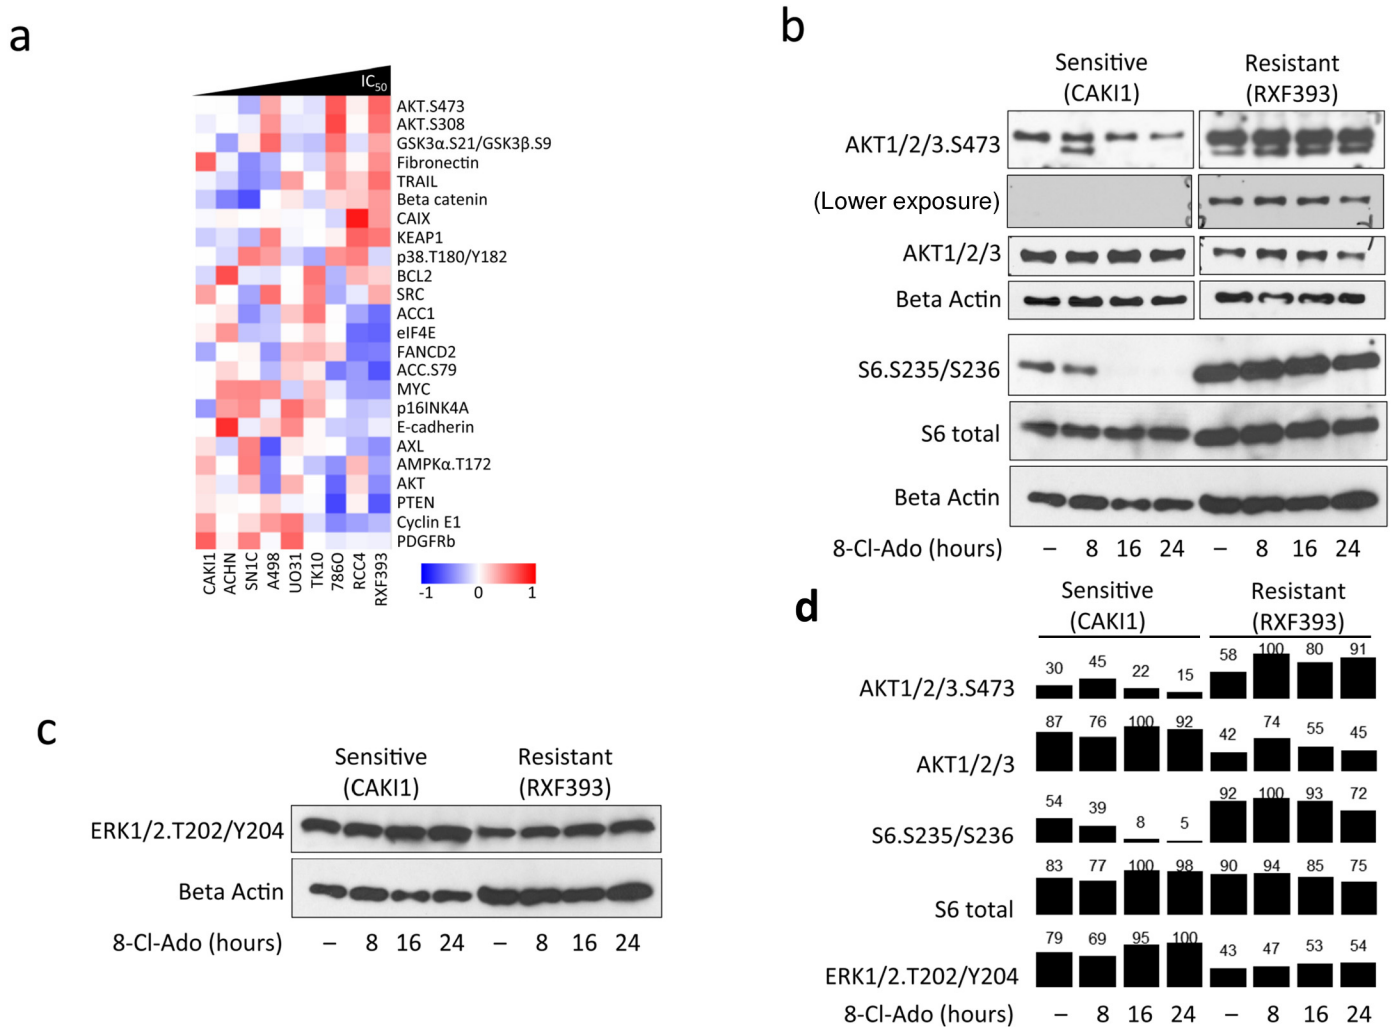 a
IC50
AKT.S473
AKT.S308
GSK3α.S21/GSK3β.S9
Fibronectin
TRAIL
Beta catenin
CAIX
KEAP1
p38.T180/Y182
BCL2
SRC
ACC1
eIF4E
FANCD2
ACC.S79
MYC
p16INK4A
E-cadherin
AXL
AMPKα.T172
AKT
PTEN
Cyclin E1
PDGFRb
CAKI1 ACHN SN1C A498 UO31 TK10 786O RCC4 RXF393
-1 0 1
b
Sensitive Resistant
(CAKI1) (RXF393)
AKT1/2/3.S473
(Lower exposure)
AKT1/2/3
Beta Actin
S6.S235/S236
S6 total
Beta Actin
8-Cl-Ado (hours) – 8 16 24 – 8 16 24
c
Sensitive Resistant
(CAKI1) (RXF393)
ERK1/2.T202/Y204
Beta Actin
8-Cl-Ado (hours) – 8 16 24 – 8 16 24
d
Sensitive Resistant
(CAKI1) (RXF393)
30 45 22 15 58 100 80 91
AKT1/2/3.S473
87 76 100 92 42 74 55 45
AKT1/2/3
54 39 8 5 92 100 93 72
S6.S235/S236
83 77 100 98 90 94 85 75
S6 total
79 69 95 100 43 47 53 54
ERK1/2.T202/Y204
8-Cl-Ado (hours) – 8 16 24 – 8 16 24